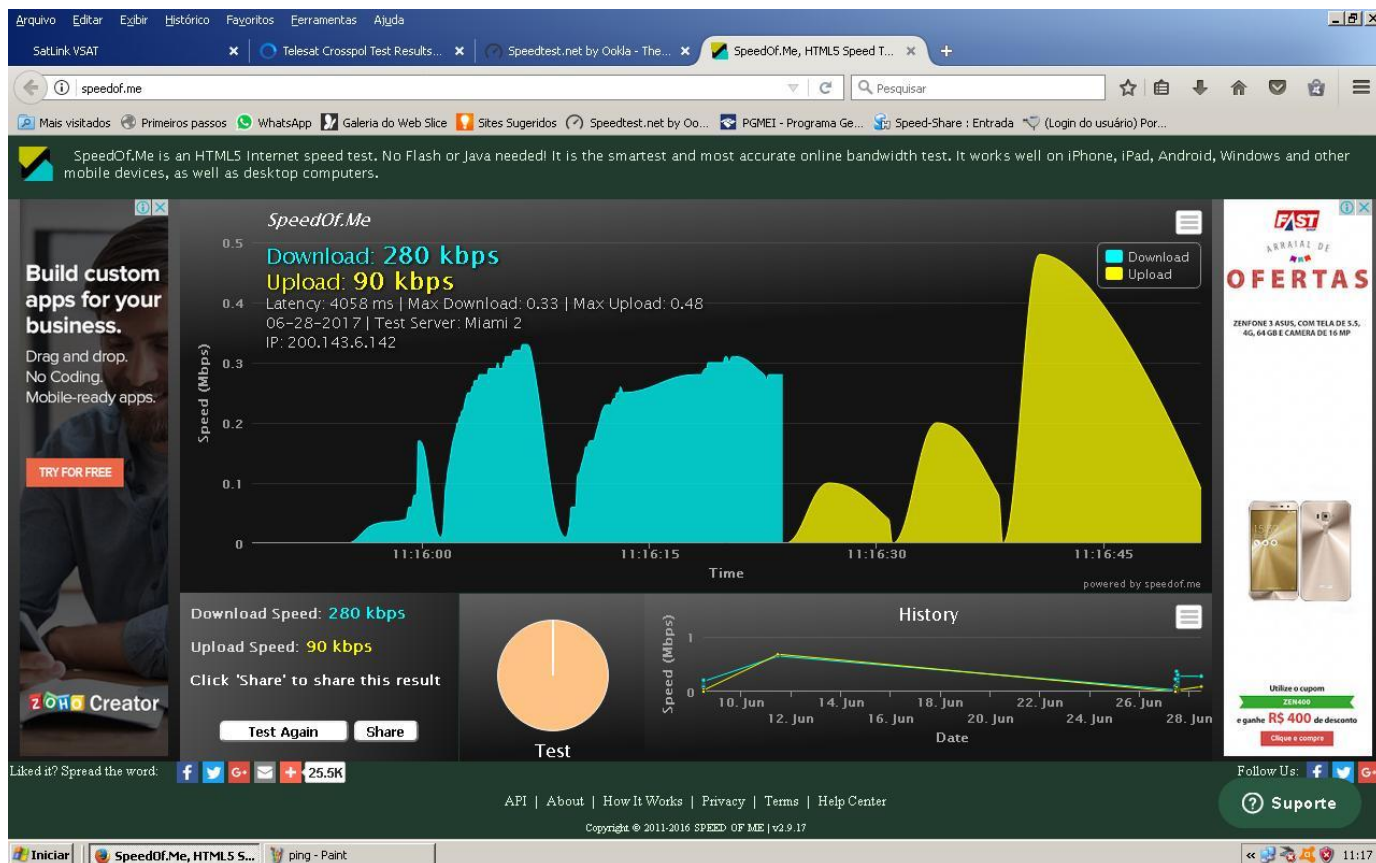 Arquivo Editar Exibir Histórico Favoritos Ferramentas Ajuda
SatLink VSAT
Telesat Crosspol Test Results...
Speedtest.net by Ookla - The...
SpeedOf.Me, HTML5 Speed T...
speedof.me
Pesquisar
Mais visitados Primeiros passos WhatsApp Galeria do Web Slice Sites Sugeridos Speedtest.net by Oo... PGMEI - Programa Ge... Speed-Share : Entrada (Login do usuário) Por...
SpeedOf.Me is an HTML5 Internet speed test. No Flash or Java needed! It is the smartest and most accurate online bandwidth test. It works well on iPhone, iPad, Android, Windows and other
mobile devices, as well as desktop computers.
Build custom
apps for your
business.
Drag and drop.
No Coding.
Mobile-ready apps.
TRY FOR FREE
ZOHO Creator
SpeedOf.Me
Download: 280 kbps
Upload: 90 kbps
Latency: 4058 ms | Max Download: 0.33 | Max Upload: 0.48
06-28-2017 | Test Server: Miami 2
IP: 200.143.6.142
Download
Upload
Speed (Mbps)
0.5
0.4
0.3
0.2
0.1
0
11:16:00 11:16:15 11:16:30 11:16:45
Time
powered by speedof.me
Download Speed: 280 kbps
Upload Speed: 90 kbps
Click 'Share' to share this result
Test Again Share
Test
History
Speed (Mbps)
1
0
10. Jun 14. Jun 18. Jun 22. Jun 26. Jun
12. Jun 16. Jun 20. Jun 24. Jun 28. Jun
Date
FAST
ARRAIAL DE
OFERTAS
ZENFONE 3 ASUS, COM TELA DE 5.5,
4G, 64 GB E CAMERA DE 16 MP
Utilize o cupom
ZEN400
e ganhe R$ 400 de desconto
Clique e compre
Liked it? Spread the word:
25.5K
Follow Us:
API | About | How It Works | Privacy | Terms | Help Center
Copyright © 2011-2016 SPEED OF ME | v2.9.17
Suporte
Iniciar
SpeedOf.Me, HTML5 S...
ping - Paint
11:17